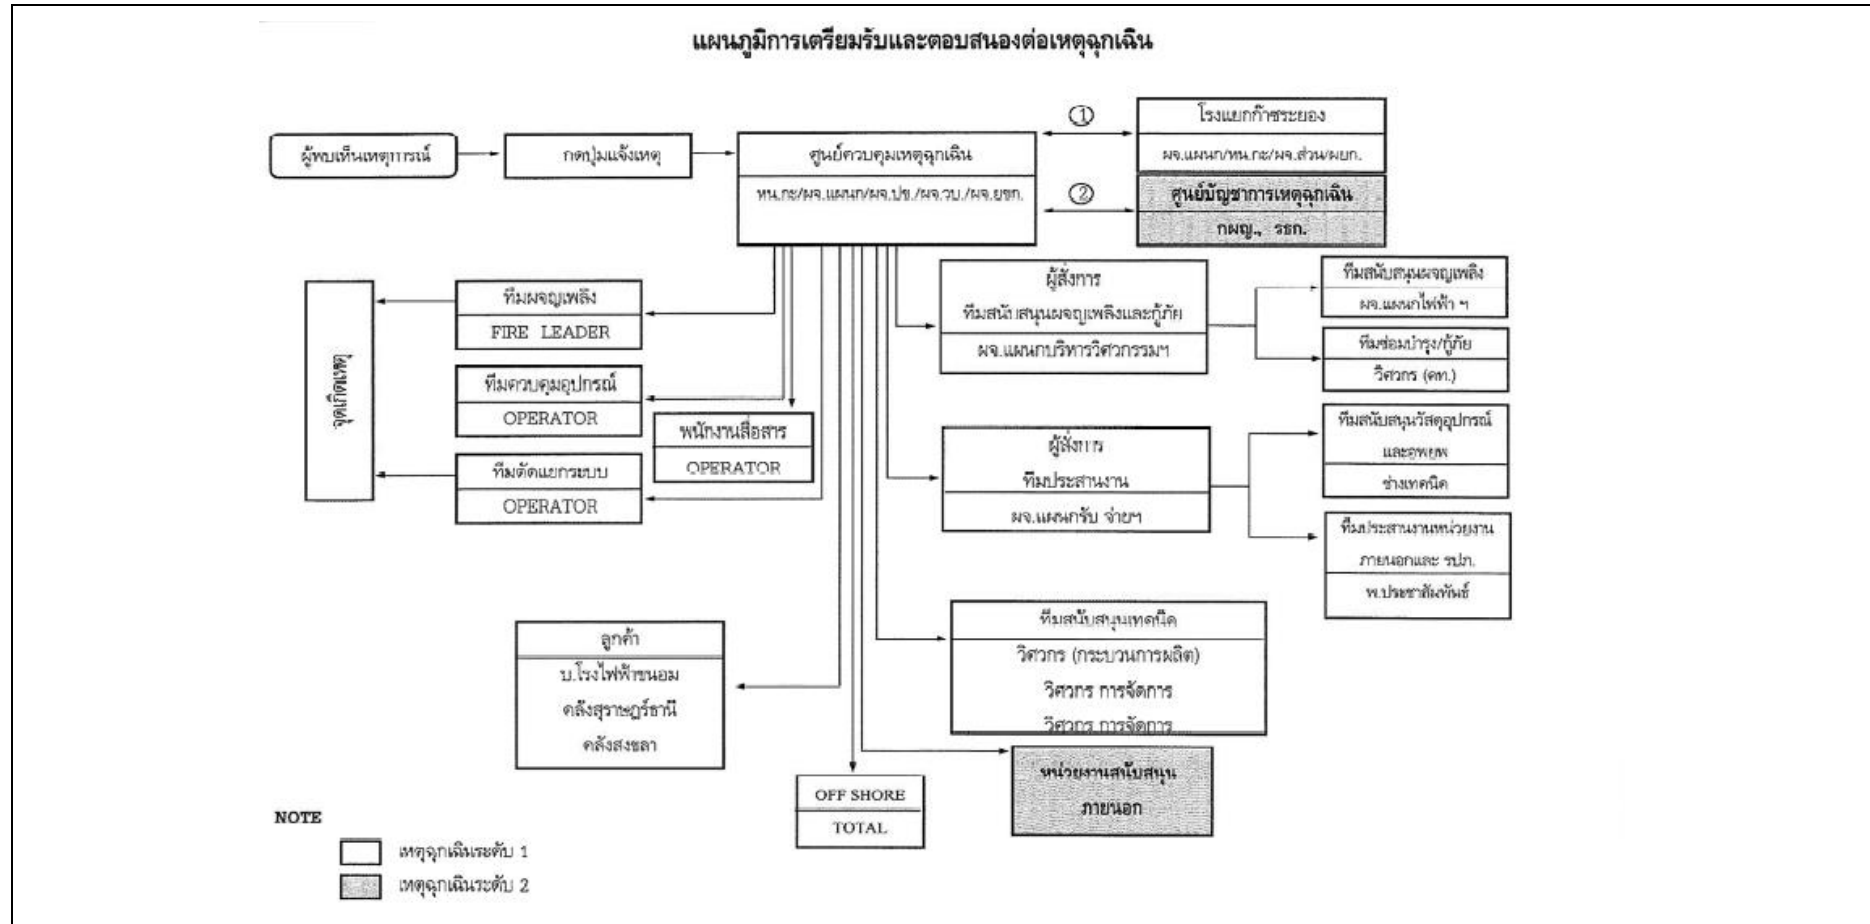 แผนภูมิการเตรียมรับและตอบสนองต่อเหตุฉุกเฉิน
ผู้พบเห็นเหตุการณ์
กดปุ่มแจ้งเหตุ
ศูนย์ควบคุมเหตุฉุกเฉิน
หน.กะ/ผจ.แผนก/ผจ.ปข./ผจ.วบ./ผจ.ยขก.
①
โรงแยกก๊าซระยอง
ผจ.แผนก/หน.กะ/ผจ.ส่วน/ผยก.
②
ศูนย์บัญชาการเหตุฉุกเฉิน
กผญ., รธก.
จุดเกิดเหตุ
ทีมผจญเพลิง
FIRE LEADER
ทีมควบคุมอุปกรณ์
OPERATOR
พนักงานสื่อสาร
OPERATOR
ทีมตัดแยกระบบ
OPERATOR
ผู้สั่งการ
ทีมสนับสนุนผจญเพลิงและกู้ภัย
ผจ.แผนกบริหารวิศวกรรมฯ
ทีมสนับสนุนผจญเพลิง
ผจ.แผนกไฟฟ้า ฯ
ทีมซ่อมบำรุง/กู้ภัย
วิศวกร (คท.)
ผู้สั่งการ
ทีมประสานงาน
ผจ.แผนกรับ จ่ายฯ
ทีมสนับสนุนวัสดุอุปกรณ์
และอพยพ
ช่างเทคนิค
ทีมประสานงานหน่วยงาน
ภายนอกและ รปภ.
พ.ประชาสัมพันธ์
ทีมสนับสนุนเทคนิค
วิศวกร (กระบวนการผลิต)
วิศวกร การจัดการ
วิศวกร การจัดการ
ลูกค้า
บ.โรงไฟฟ้าขนอม
คลังสุราษฎร์ธานี
คลังสงขลา
หน่วยงานสนับสนุน
ภายนอก
OFF SHORE
TOTAL
NOTE
เหตุฉุกเฉินระดับ 1
เหตุฉุกเฉินระดับ 2